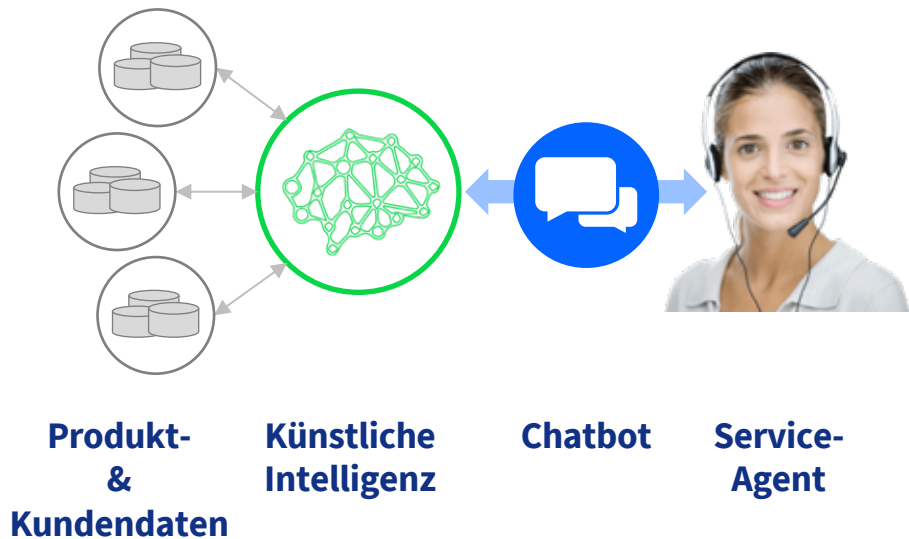 Produkt-
&
Kundendaten
Künstliche
Intelligenz
Chatbot
Service-
Agent